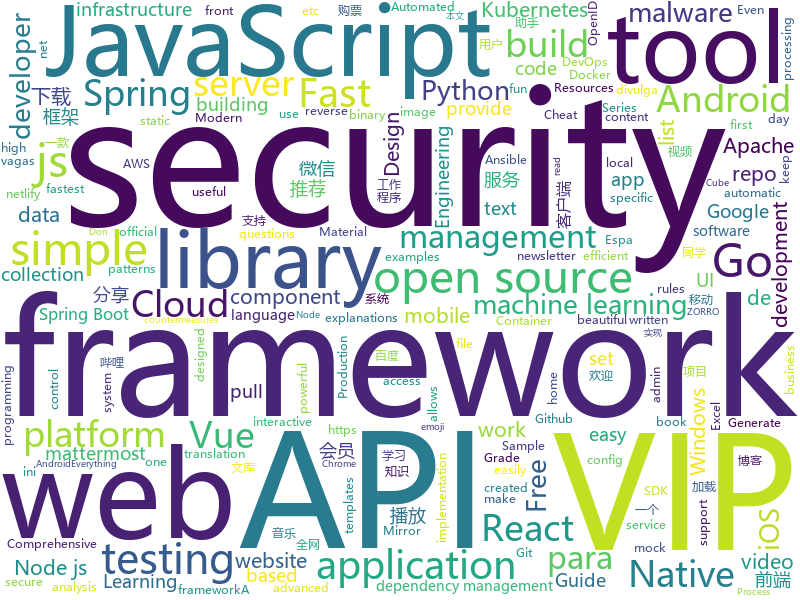 infrastructure
front
etc
购票
Automated
本文
Even
developer
net
JavaScript
Kubernetes
助手
OpenID
用户
malware
tool
processing
build
DevOps
Docker
code
fun
Resources
divulga
下载
框架
Spring
server
building
Fast
reverse
Modern
static
Python
provide
binary
image
Cheat
content
Series
Android
list
high
vagas
一款
js
AWS
security
use
微信
推荐
Design
Engineering
Ansible
服务
local
useful
specific
text
客户端
工作
程序
first
day
Apache
repo
automatic
keep
fastest
netlify
视频
app
Google
software
simple
library
支持
management
official
questions
Material
patterns
examples
newsletter
efficient
Go
Cube
data
collection
open source
Espa
同学
rules
UI
development
分享
Cloud
component
explanations
Spring Boot
language
Node
countermeasures
系统
mobile
machine learning
beautiful
written
移动
de
Don
ZORRO
实现
programming
哔哩
framework
designed
system
control
pull
Production
百度
powerful
file
access
Container
set
欢迎
项目
admin
business
platform
Vue
home
book
Excel
interactive
allows
config
Github
Generate
mattermost
work
easy
https
Sample
Grade
one
translation
会员
学习
知识
emoji
Chrome
Windows
博客
ini
AndroidEverything
文库
React
easily
created
make
Free
SDK
加载
iOS
web
API
VIP
templates
播放
音乐
全网
Mirror
implementation
Git
support
mock
一个
service
Node js
testing
website
application
para
video
secure
analysis
based
Learning
frameworkA
dependency management
Comprehensive
advanced
Process
Guide
Native
前端
read